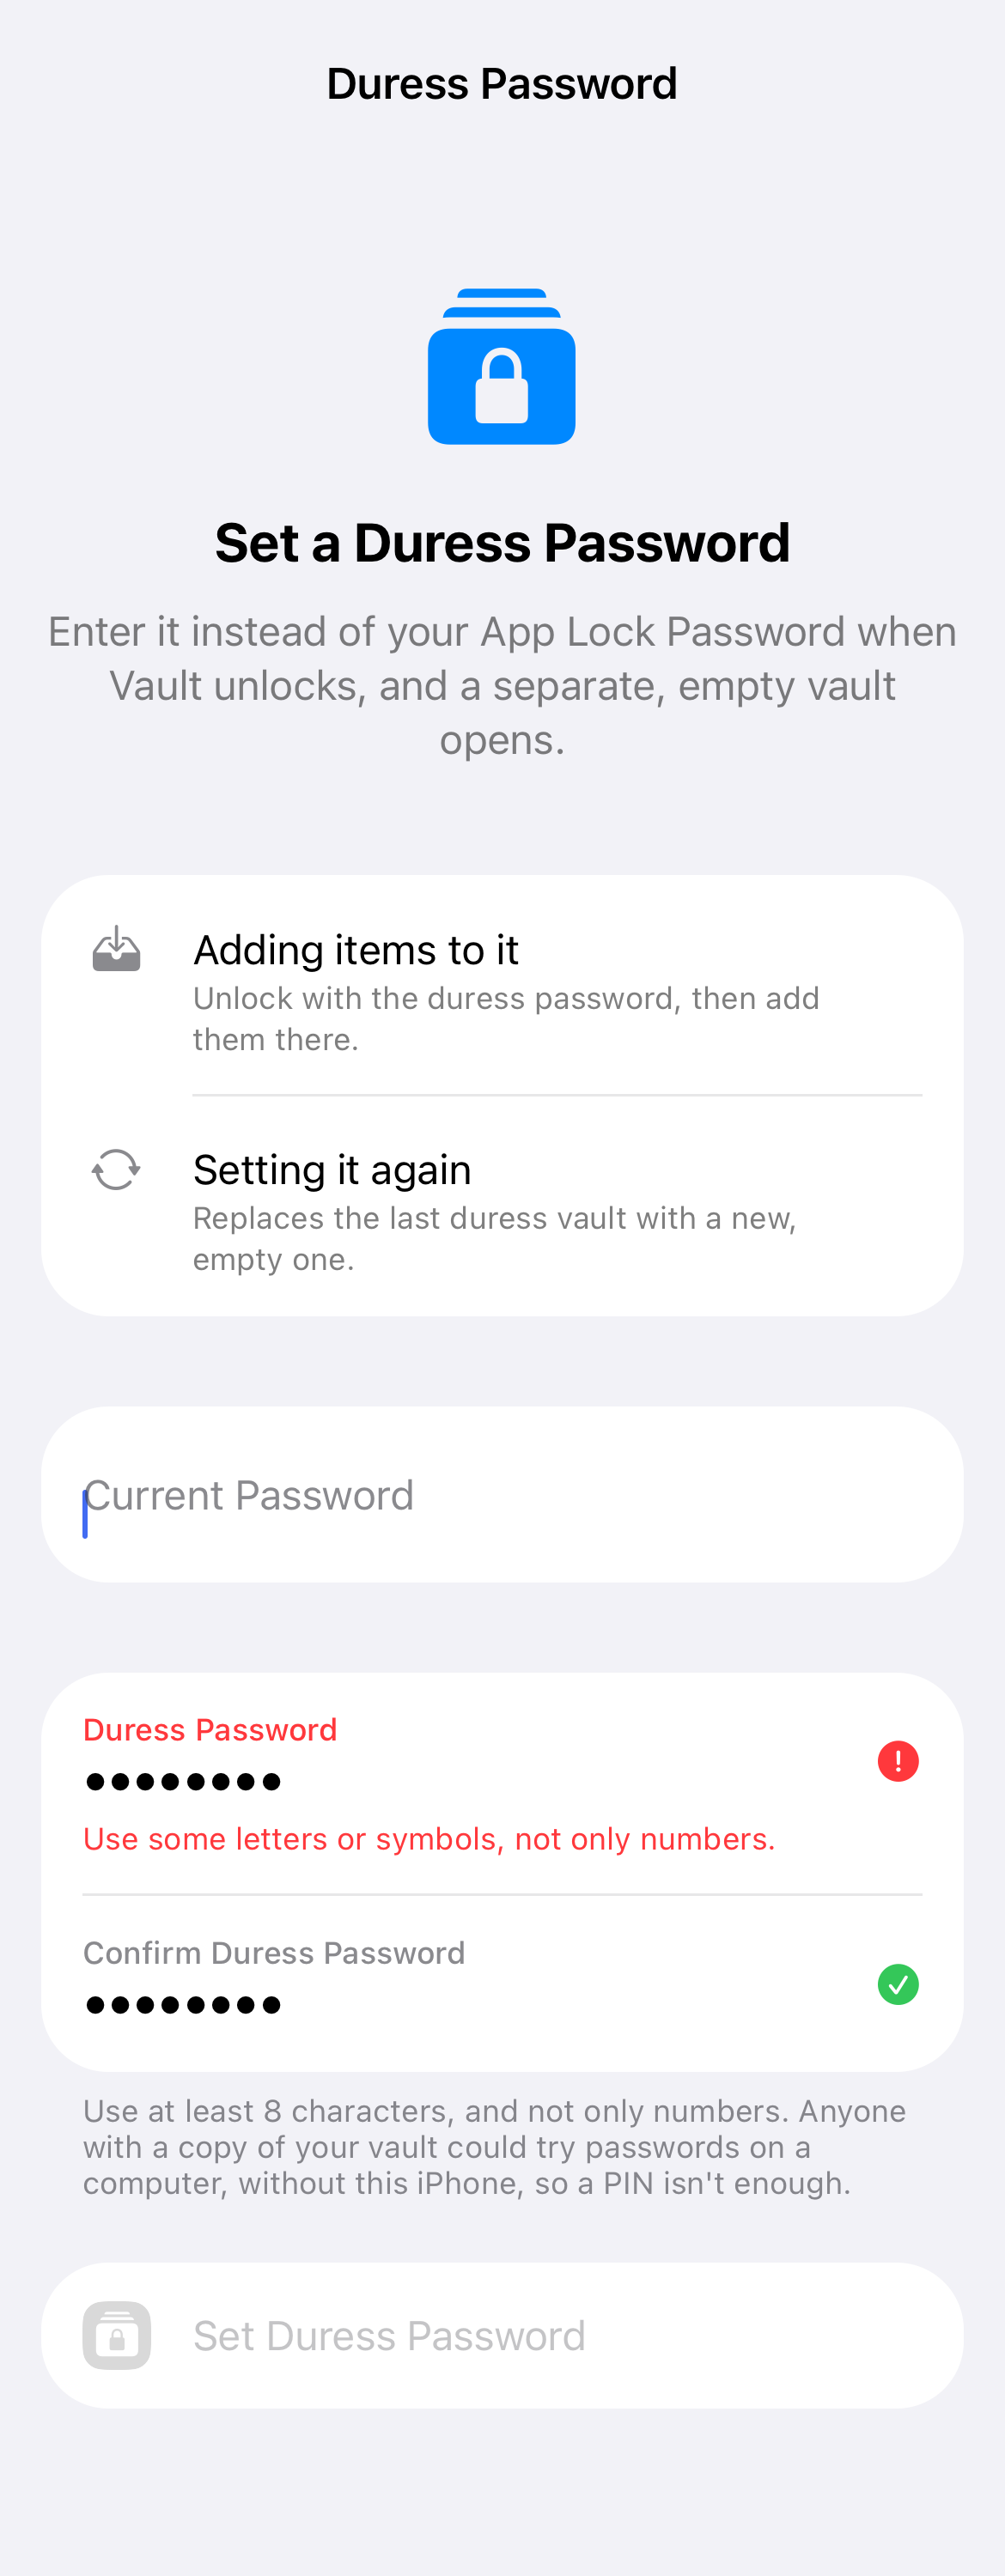 Duress Password
Set a Duress Password
Enter it instead of your App Lock Password when
Vault unlocks, and a separate, empty vault
opens.
Adding items to it
Unlock with the duress password, then add
them there.
Setting it again
Replaces the last duress vault with a new,
empty one.
Current Password
Duress Password
••••••••
Use some letters or symbols, not only numbers.
Confirm Duress Password
••••••••
Use at least 8 characters, and not only numbers. Anyone
with a copy of your vault could try passwords on a
computer, without this iPhone, so a PIN isn't enough.
Set Duress Password